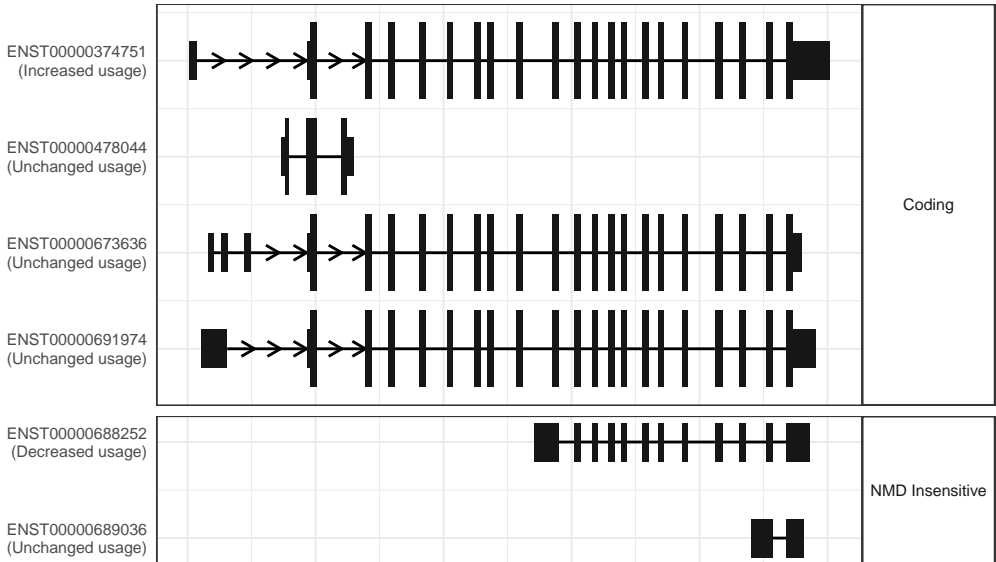 ENST00000374751
(Increased usage)
ENST00000478044
(Unchanged usage)
Coding
ENST00000673636
(Unchanged usage)
ENST00000691974
(Unchanged usage)
ENST00000688252
(Decreased usage)
NMD Insensitive
ENST00000689036
(Unchanged usage)